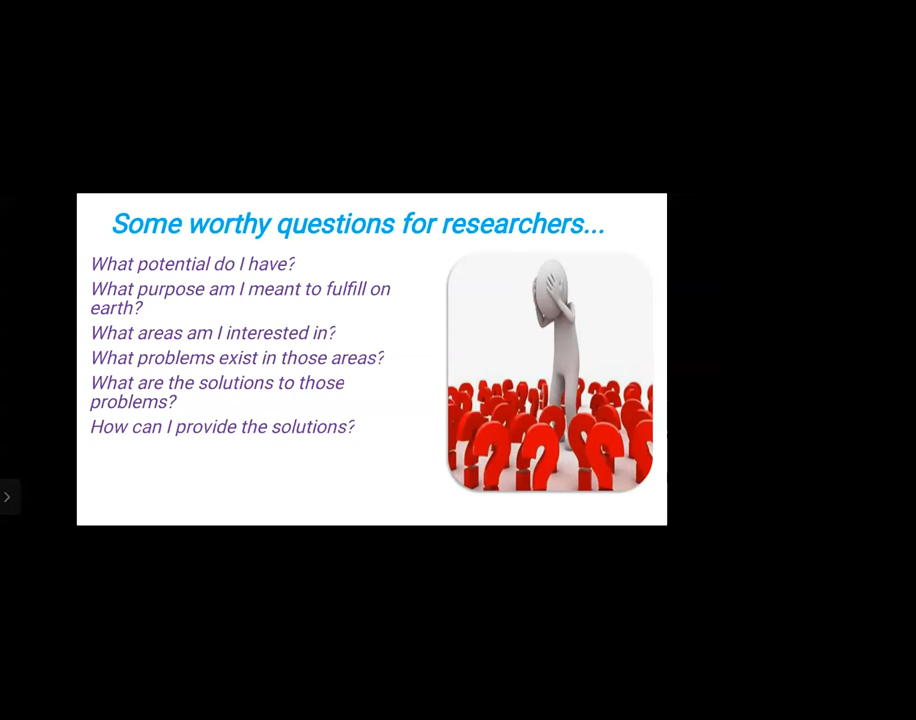 Some worthy questions for researchers...
What potential do I have?
What purpose am I meant to fulfill on
earth?
What areas am I interested in?
What problems exist in those areas?
What are the solutions to those
problems?
How can I provide the solutions?